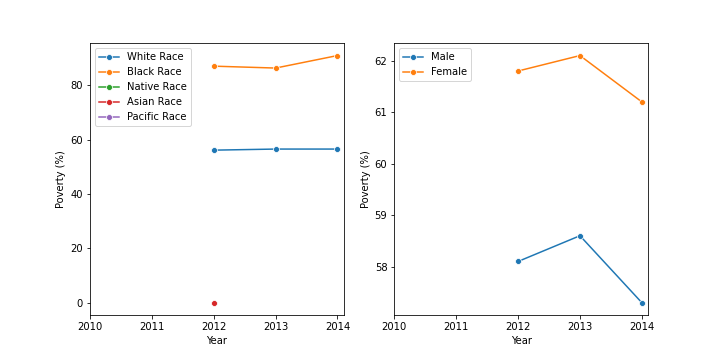 White Race
Black Race
Native Race
Asian Race
Pacific Race
Poverty (%)
80
60
40
20
0
2010 2011 2012 2013 2014
Year
Male
Female
Poverty (%)
62
61
60
59
58
2010 2011 2012 2013 2014
Year